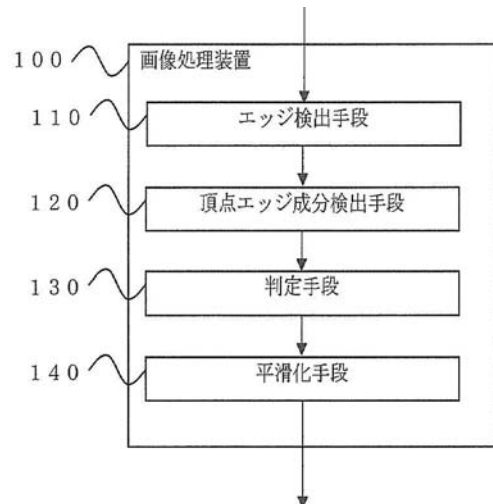 100 画像処理装置
110 エッジ検出手段
120 頂点エッジ成分検出手段
130 判定手段
140 平滑化手段